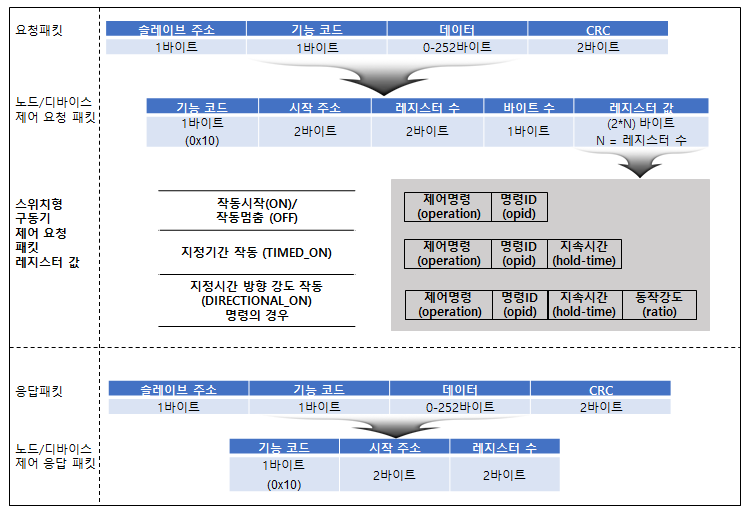 요청패킷
슬레이브 주소 기능 코드 데이터 CRC
1바이트 1바이트 0-252바이트 2바이트
노드/디바이스
제어 요청 패킷
기능 코드 시작 주소 레지스터 수 바이트 수 레지스터 값
1바이트
(0x10)
2바이트 2바이트 1바이트
(2*N) 바이트
N = 레지스터 수
스위치형
구동기
제어 요청
패킷
레지스터 값
작동시작(ON)/
작동멈춤 (OFF)
제어명령
(operation)
명령ID
(opid)
지정기간 작동 (TIMED_ON)
제어명령
(operation)
명령ID
(opid)
지속시간
(hold-time)
지정시간 방향 강도 작동
(DIRECTIONAL_ON)
명령의 경우
제어명령
(operation)
명령ID
(opid)
지속시간
(hold-time)
동작강도
(ratio)
응답패킷
슬레이브 주소 기능 코드 데이터 CRC
1바이트 1바이트 0-252바이트 2바이트
노드/디바이스
제어 응답 패킷
기능 코드 시작 주소 레지스터 수
1바이트
(0x10)
2바이트 2바이트